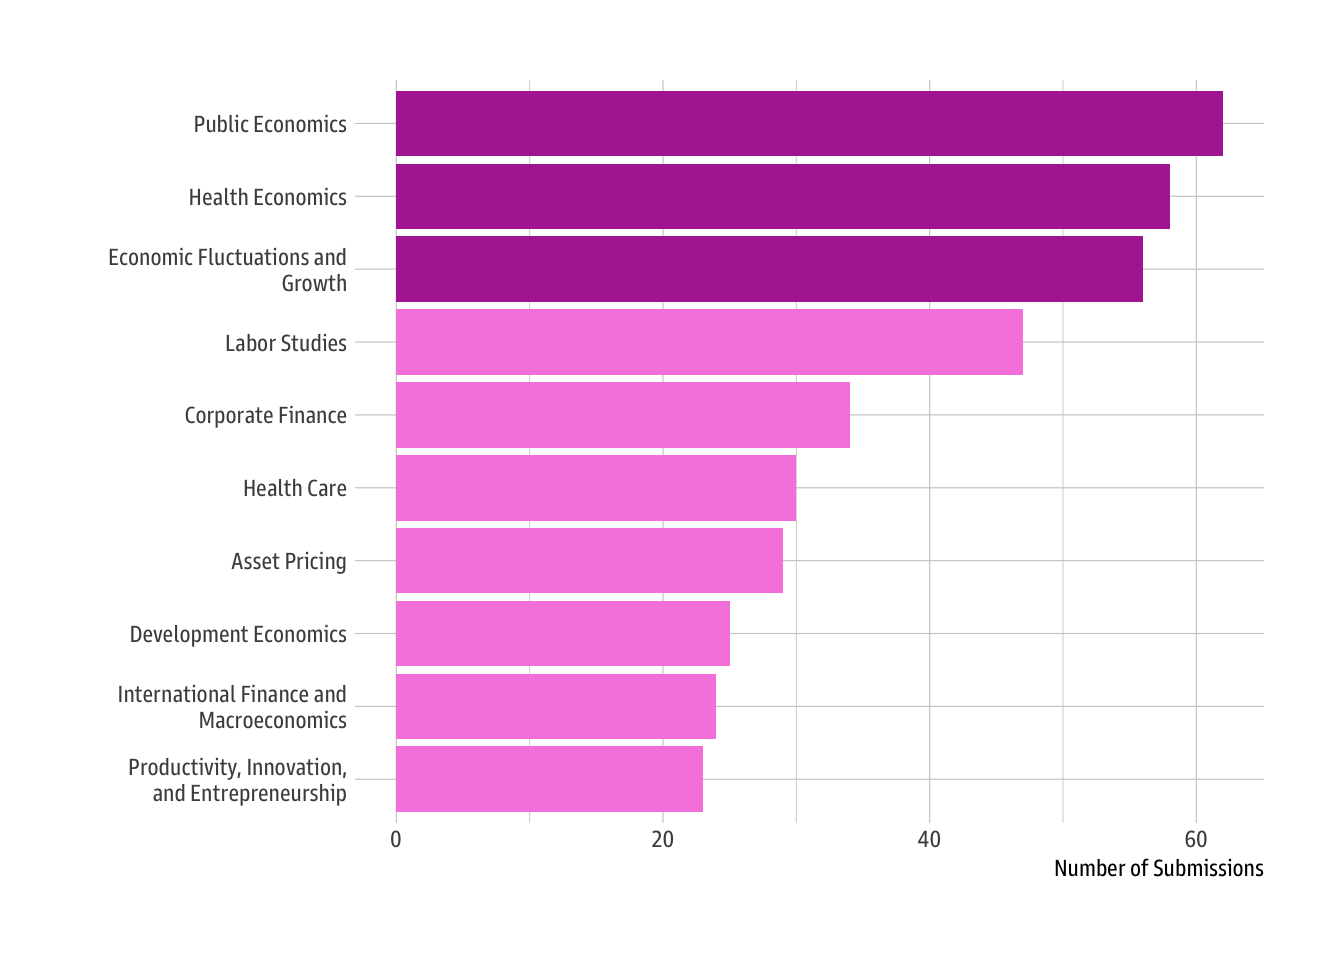 Public Economics
Health Economics
Economic Fluctuations and
Growth
Labor Studies
Corporate Finance
Health Care
Asset Pricing
Development Economics
International Finance and
Macroeconomics
Productivity, Innovation,
and Entrepreneurship
0 20 40 60
Number of Submissions